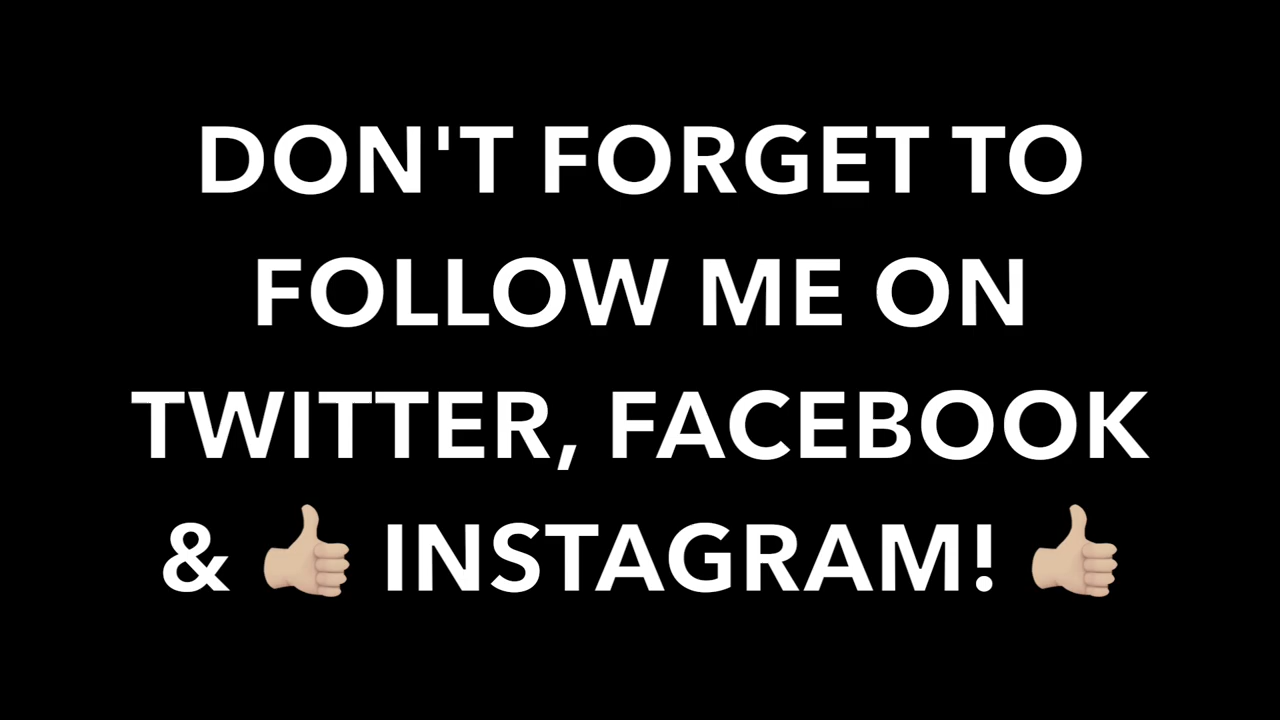 DON'T FORGET TO
FOLLOW ME ON
TWITTER, FACEBOOK
& 👍🏼 INSTAGRAM! 👍🏼